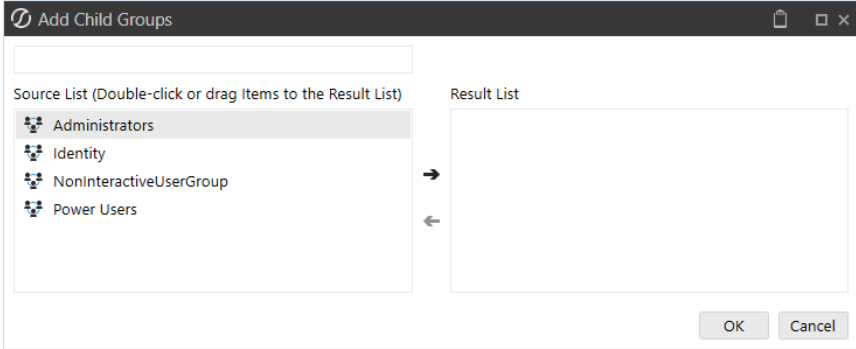 Add Child Groups
Source List (Double-click or drag Items to the Result List)
Result List
Administrators
Identity
NonInteractiveUserGroup
Power Users
OK
Cancel